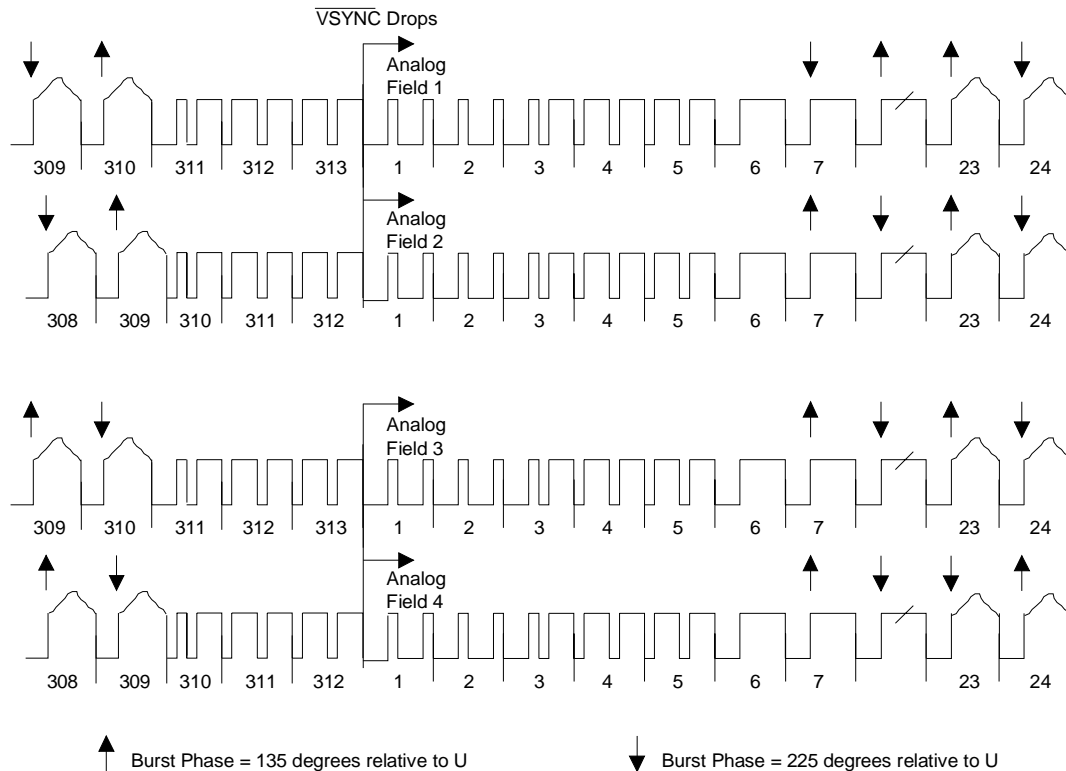 VSYNC Drops
Analog
Field 1
309 310 311 312 313 1 2 3 4 5 6 7 23 24
Analog
Field 2
308 309 310 311 312 1 2 3 4 5 6 7 23 24
Analog
Field 3
309 310 311 312 313 1 2 3 4 5 6 7 23 24
Analog
Field 4
308 309 310 311 312 1 2 3 4 5 6 7 23 24
Burst Phase = 135 degrees relative to U
Burst Phase = 225 degrees relative to U